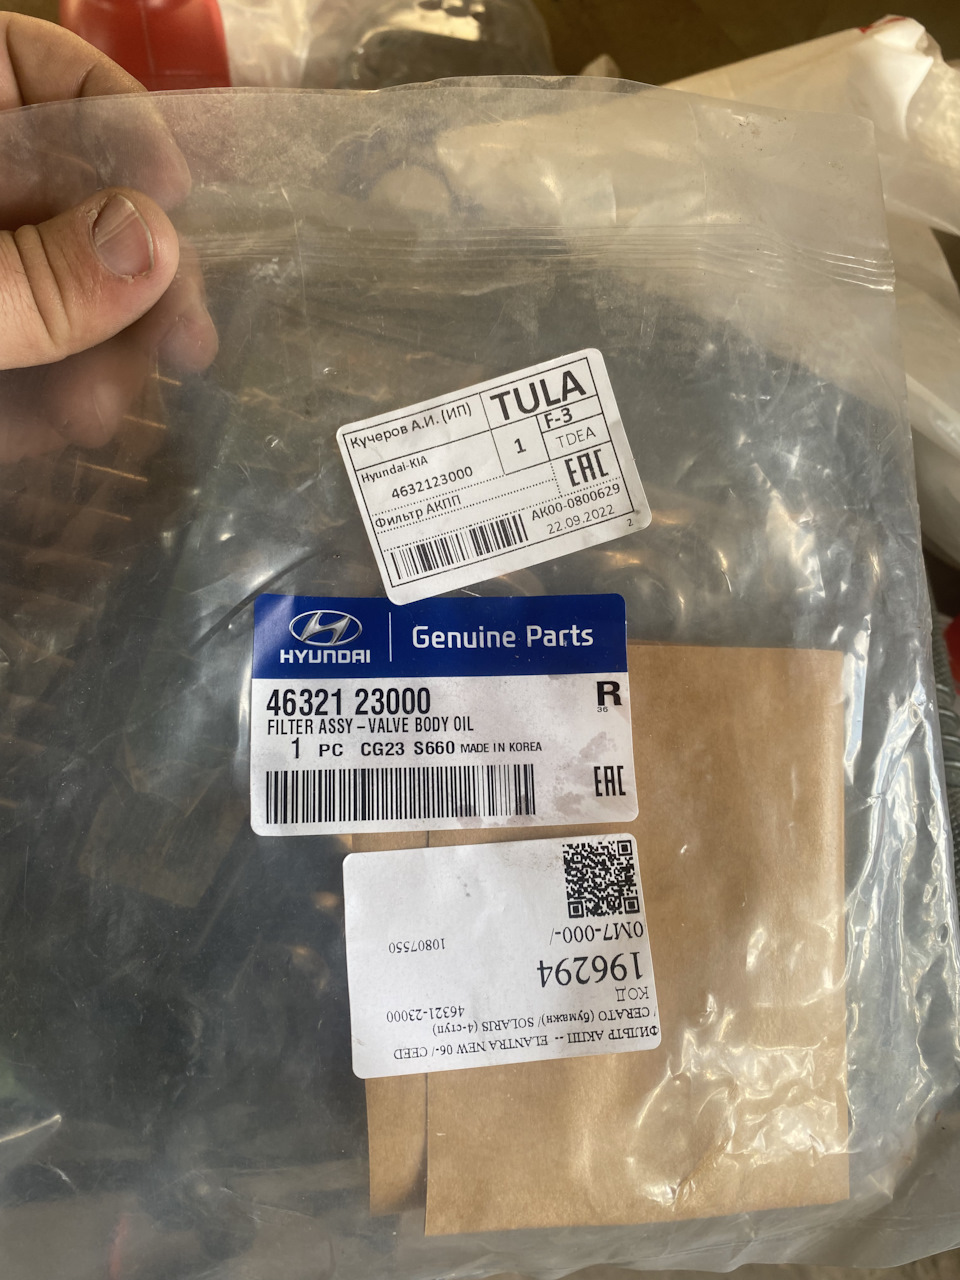 Кучеров А.И. (ИП)
TULA
1
F-3
TDEA
Hyundai-KIA
4632123000
EAC
Фильтр АКПП
АК00-0800629
22.09.2022
2
HYUNDAI
Genuine Parts
46321 23000
R
36
FILTER ASSY-VALVE BODY OIL
1 PC CG23 S660 MADE IN KOREA
EAC
ФИЛЬТР АКПП -- ELANTRA NEW 06-/ CEED
/ CERATO (бумажн)/ SOLARIS (4-ступ)
46321-23000
КОД
196294
0M7-000-/
10807550